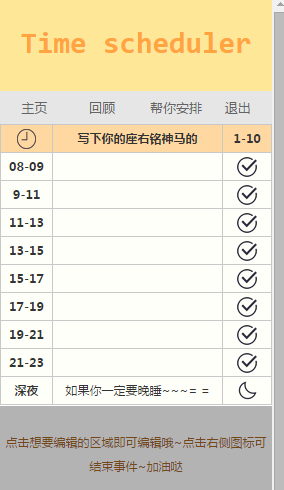 Time scheduler
主页 回顾 帮你安排 退出
写下你的座右铭神马的 1-10
08-09
9-11
11-13
13-15
15-17
17-19
19-21
21-23
深夜 如果你一定要晚睡~~~= =
点击想要编辑的区域即可编辑哦~点击右侧图标可
结束事件~加油哒